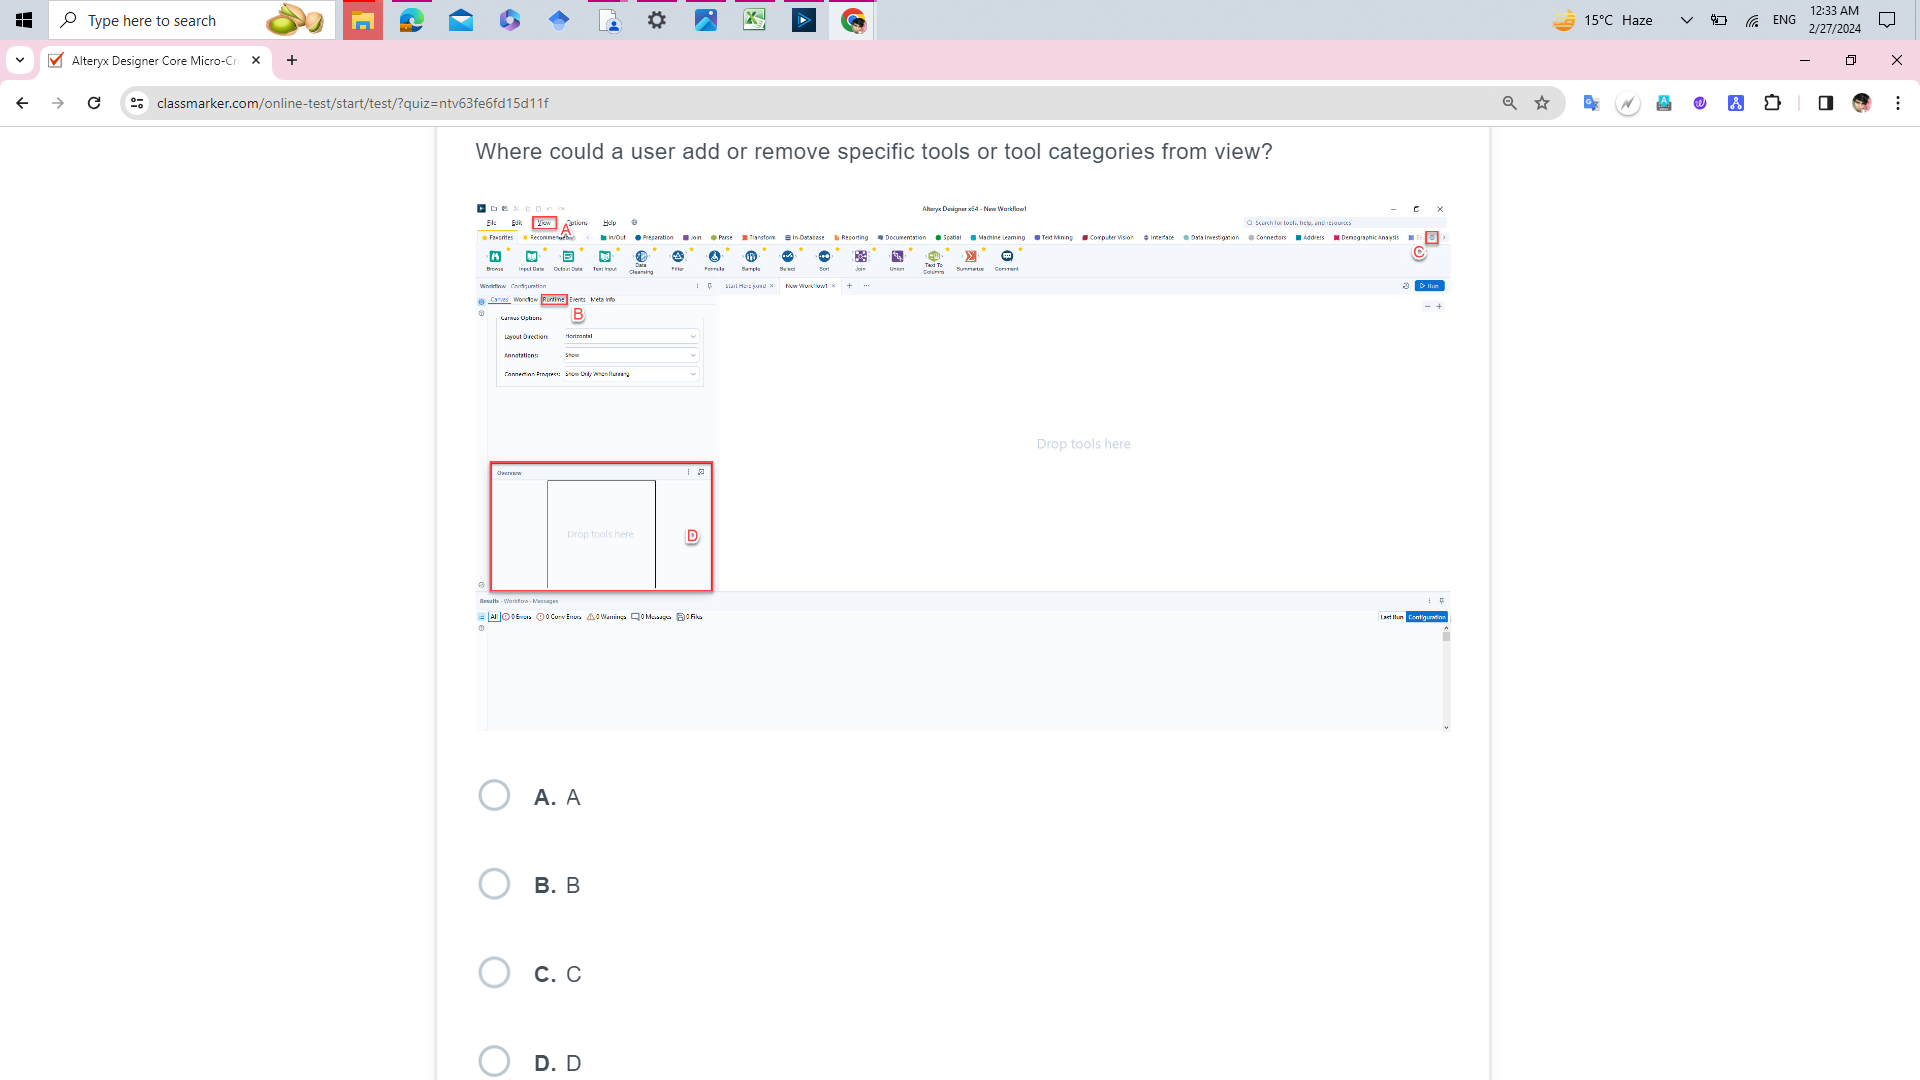 Type here to search
15°C Haze
ENG
12:33 AM
2/27/2024
Alteryx Designer Core Micro-Cr
classmarker.com/online-test/start/test/?quiz=ntv63fe6fd15d11f
Where could a user add or remove specific tools or tool categories from view?
Alteryx Designer x64 - New Workflow1
File Edit View Options Help
A
Search for tools, help, and resources
Favorites
In/Out Preparation Join Parse Transform In-Database Reporting Documentation Spatial Machine Learning Text Mining Computer Vision Interface Data Investigation Connectors Address Demographic Analysis
C
Browse Input Data Output Data Text Input Data Cleansing Filter Formula Sample Select Sort Join Union Text To Columns Summarize Comment
Workflow - Configuration
Start Here.yxmd New Workflow1
Run
Canvas Workflow Runtime Events Meta Info
B
Canvas Options
Layout Direction: Horizontal
Annotations: Show
Connection Progress: Show Only When Running
Drop tools here
Overview
Drop tools here
D
Results - Workflow - Messages
All 0 Errors 0 Conv Errors 0 Warnings 0 Messages 0 Files
Last Run Configuration
A. A
B. B
C. C
D. D